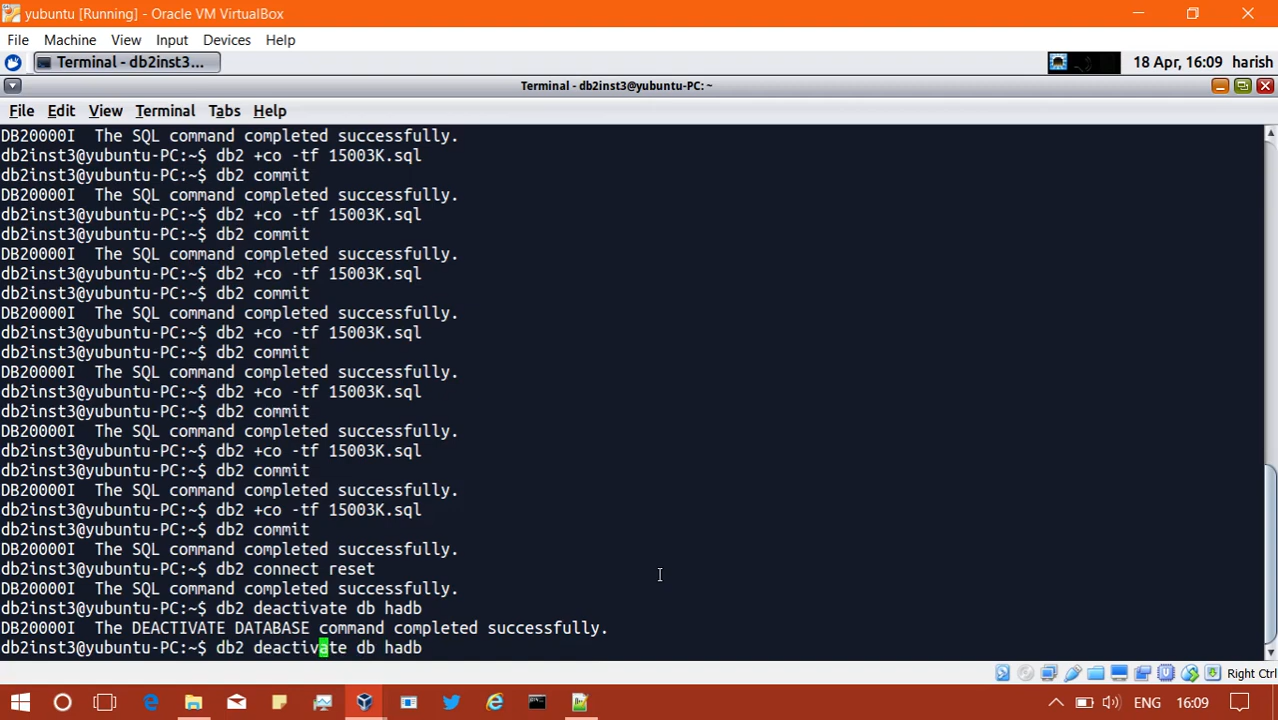 yubuntu [Running] - Oracle VM VirtualBox
File Machine View Input Devices Help
Terminal - db2inst3... 18 Apr, 16:09 harish
Terminal - db2inst3@yubuntu-PC: ~
File Edit View Terminal Tabs Help
DB20000I  The SQL command completed successfully.
db2inst3@yubuntu-PC:~$ db2 +co -tf 15003K.sql
db2inst3@yubuntu-PC:~$ db2 commit
DB20000I  The SQL command completed successfully.
db2inst3@yubuntu-PC:~$ db2 +co -tf 15003K.sql
db2inst3@yubuntu-PC:~$ db2 commit
DB20000I  The SQL command completed successfully.
db2inst3@yubuntu-PC:~$ db2 +co -tf 15003K.sql
db2inst3@yubuntu-PC:~$ db2 commit
DB20000I  The SQL command completed successfully.
db2inst3@yubuntu-PC:~$ db2 +co -tf 15003K.sql
db2inst3@yubuntu-PC:~$ db2 commit
DB20000I  The SQL command completed successfully.
db2inst3@yubuntu-PC:~$ db2 +co -tf 15003K.sql
db2inst3@yubuntu-PC:~$ db2 commit
DB20000I  The SQL command completed successfully.
db2inst3@yubuntu-PC:~$ db2 +co -tf 15003K.sql
db2inst3@yubuntu-PC:~$ db2 commit
DB20000I  The SQL command completed successfully.
db2inst3@yubuntu-PC:~$ db2 +co -tf 15003K.sql
db2inst3@yubuntu-PC:~$ db2 commit
DB20000I  The SQL command completed successfully.
db2inst3@yubuntu-PC:~$ db2 connect reset
DB20000I  The SQL command completed successfully.
db2inst3@yubuntu-PC:~$ db2 deactivate db hadb
DB20000I  The DEACTIVATE DATABASE command completed successfully.
db2inst3@yubuntu-PC:~$ db2 deactivate db hadb
Right Ctrl
ENG 16:09